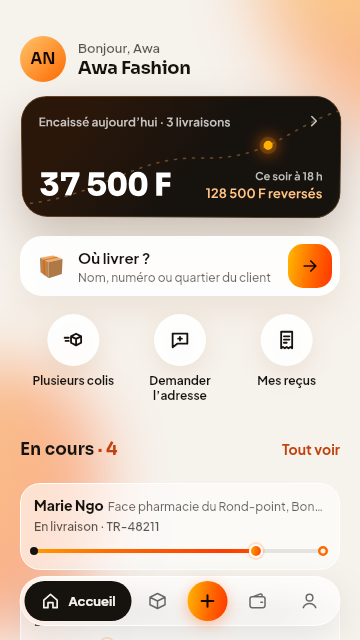 AN
Bonjour, Awa
Awa Fashion
Encaissé aujourd’hui · 3 livraisons
37 500 F
Ce soir à 18 h
128 500 F reversés
Où livrer ?
Nom, numéro ou quartier du client
Plusieurs colis
Demander
l’adresse
Mes reçus
En cours · 4
Tout voir
Marie Ngo Face pharmacie du Rond-point, Bon...
En livraison · TR-48211
Accueil